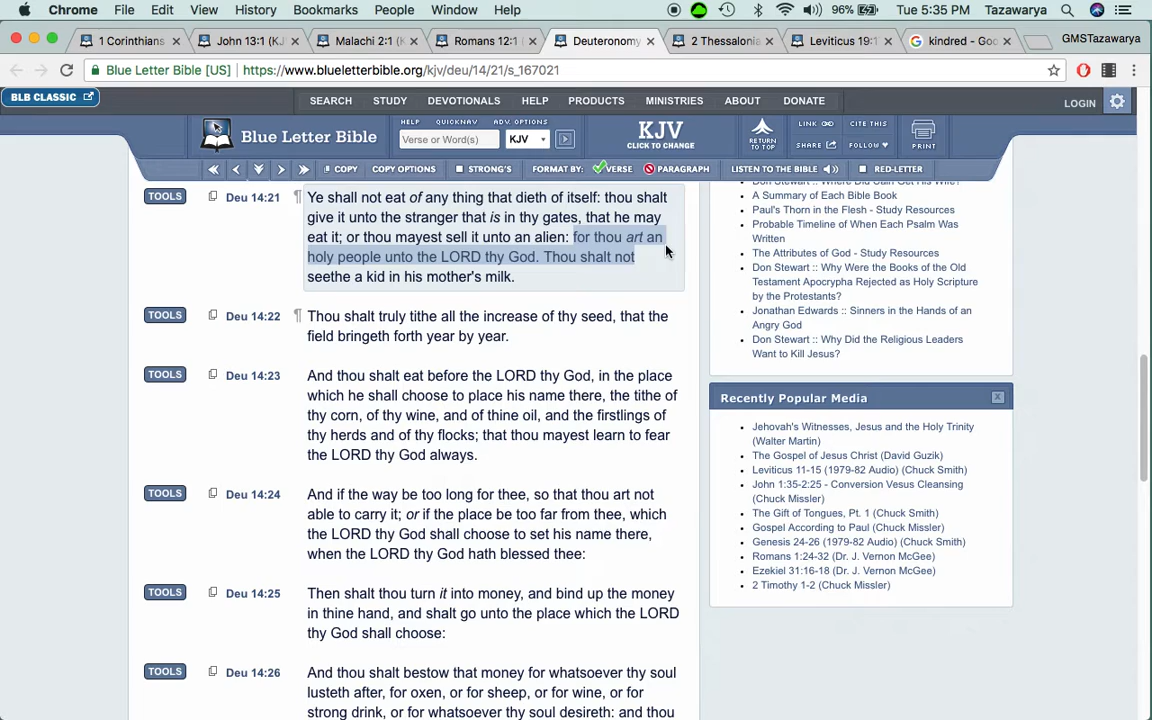 Chrome File Edit View History Bookmarks People Window Help 96% Tue 5:35 PM Tazawarya
1 Corinthians John 13:1 (KJ Malachi 2:1 (K Romans 12:1 Deuteronomy 2 Thessalonia Leviticus 19:1 kindred - Goo GMSTazawarya
Blue Letter Bible [US] https://www.blueletterbible.org/kjv/deu/14/21/s_167021
BLB CLASSIC SEARCH STUDY DEVOTIONALS HELP PRODUCTS MINISTRIES ABOUT DONATE LOGIN
HELP QUICKNAV ADV. OPTIONS
Blue Letter Bible Verse or Word(s) KJV KJV CLICK TO CHANGE RETURN TO TOP LINK CITE THIS SHARE FOLLOW PRINT
COPY COPY OPTIONS STRONG'S FORMAT BY: VERSE PARAGRAPH LISTEN TO THE BIBLE RED-LETTER
TOOLS Deu 14:21 ¶ Ye shall not eat of any thing that dieth of itself: thou shalt
give it unto the stranger that is in thy gates, that he may
eat it; or thou mayest sell it unto an alien: for thou art an
holy people unto the LORD thy God. Thou shalt not
seethe a kid in his mother's milk.
TOOLS Deu 14:22 ¶ Thou shalt truly tithe all the increase of thy seed, that the
field bringeth forth year by year.
TOOLS Deu 14:23 And thou shalt eat before the LORD thy God, in the place
which he shall choose to place his name there, the tithe of
thy corn, of thy wine, and of thine oil, and the firstlings of
thy herds and of thy flocks; that thou mayest learn to fear
the LORD thy God always.
TOOLS Deu 14:24 And if the way be too long for thee, so that thou art not
able to carry it; or if the place be too far from thee, which
the LORD thy God shall choose to set his name there,
when the LORD thy God hath blessed thee:
TOOLS Deu 14:25 Then shalt thou turn it into money, and bind up the money
in thine hand, and shalt go unto the place which the LORD
thy God shall choose:
TOOLS Deu 14:26 And thou shalt bestow that money for whatsoever thy soul
lusteth after, for oxen, or for sheep, or for wine, or for
strong drink, or for whatsoever thy soul desireth: and thou
Don Stewart :: Where Did Cain Get His Wife?
A Summary of Each Bible Book
Paul's Thorn in the Flesh - Study Resources
Probable Timeline of When Each Psalm Was
Written
The Attributes of God - Study Resources
Don Stewart :: Why Were the Books of the Old
Testament Apocrypha Rejected as Holy Scripture
by the Protestants?
Jonathan Edwards :: Sinners in the Hands of an
Angry God
Don Stewart :: Why Did the Religious Leaders
Want to Kill Jesus?
Recently Popular Media
Jehovah's Witnesses, Jesus and the Holy Trinity
(Walter Martin)
The Gospel of Jesus Christ (David Guzik)
Leviticus 11-15 (1979-82 Audio) (Chuck Smith)
John 1:35-2:25 - Conversion Versus Cleansing
(Chuck Missler)
The Gift of Tongues, Pt. 1 (Chuck Smith)
Gospel According to Paul (Chuck Missler)
Genesis 24-26 (1979-82 Audio) (Chuck Smith)
Romans 1:24-32 (Dr. J. Vernon McGee)
Ezekiel 31:16-18 (Dr. J. Vernon McGee)
2 Timothy 1-2 (Chuck Missler)